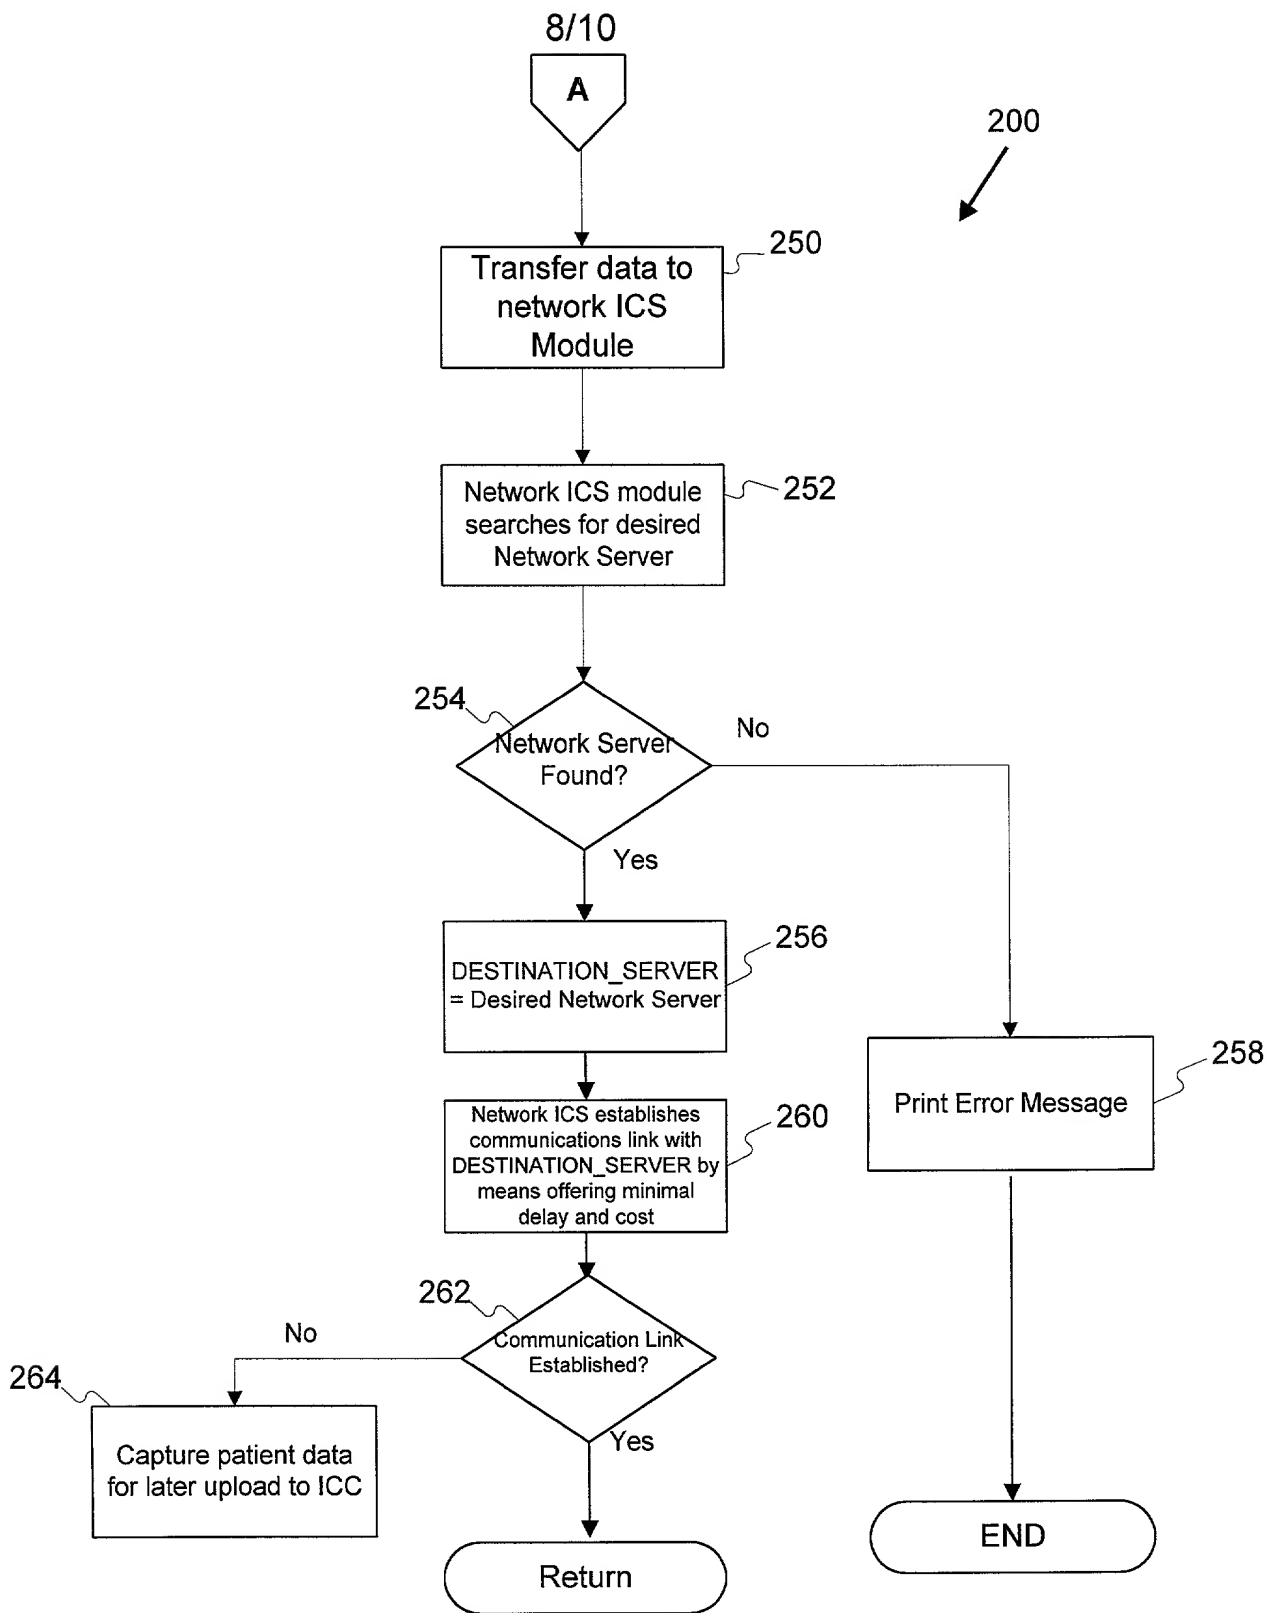 8/10
A
200
250
Transfer data to
network ICS
Module
252
Network ICS module
searches for desired
Network Server
254
Network Server
Found?
No
Yes
256
DESTINATION_SERVER
= Desired Network Server
258
Print Error Message
260
Network ICS establishes
communications link with
DESTINATION_SERVER by
means offering minimal
delay and cost
262
Communication Link
Established?
No
264
Capture patient data
for later upload to ICC
Yes
END
Return